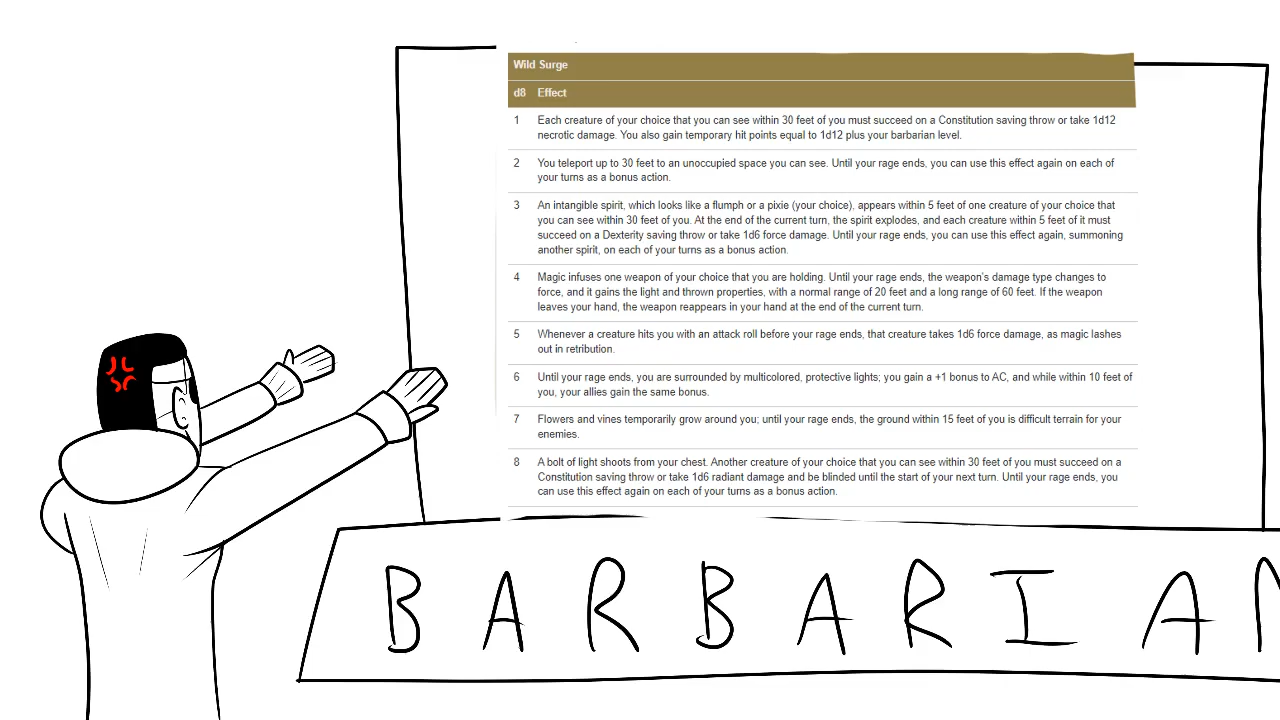 Wild Surge
d8 Effect
1 Each creature of your choice that you can see within 30 feet of you must succeed on a Constitution saving throw or take 1d12
necrotic damage. You also gain temporary hit points equal to 1d12 plus your barbarian level.
2 You teleport up to 30 feet to an unoccupied space you can see. Until your rage ends, you can use this effect again on each of
your turns as a bonus action.
3 An intangible spirit, which looks like a flumph or a pixie (your choice), appears within 5 feet of one creature of your choice that
you can see within 30 feet of you. At the end of the current turn, the spirit explodes, and each creature within 5 feet of it must
succeed on a Dexterity saving throw or take 1d6 force damage. Until your rage ends, you can use this effect again, summoning
another spirit, on each of your turns as a bonus action.
4 Magic infuses one weapon of your choice that you are holding. Until your rage ends, the weapon's damage type changes to
force, and it gains the light and thrown properties, with a normal range of 20 feet and a long range of 60 feet. If the weapon
leaves your hand, the weapon reappears in your hand at the end of the current turn.
5 Whenever a creature hits you with an attack roll before your rage ends, that creature takes 1d6 force damage, as magic lashes
out in retribution.
6 Until your rage ends, you are surrounded by multicolored, protective lights; you gain a +1 bonus to AC, and while within 10 feet of
you, your allies gain the same bonus.
7 Flowers and vines temporarily grow around you; until your rage ends, the ground within 15 feet of you is difficult terrain for your
enemies.
8 A bolt of light shoots from your chest. Another creature of your choice that you can see within 30 feet of you must succeed on a
Constitution saving throw or take 1d6 radiant damage and be blinded until the start of your next turn. Until your rage ends, you
can use this effect again on each of your turns as a bonus action.
BARBARIAN